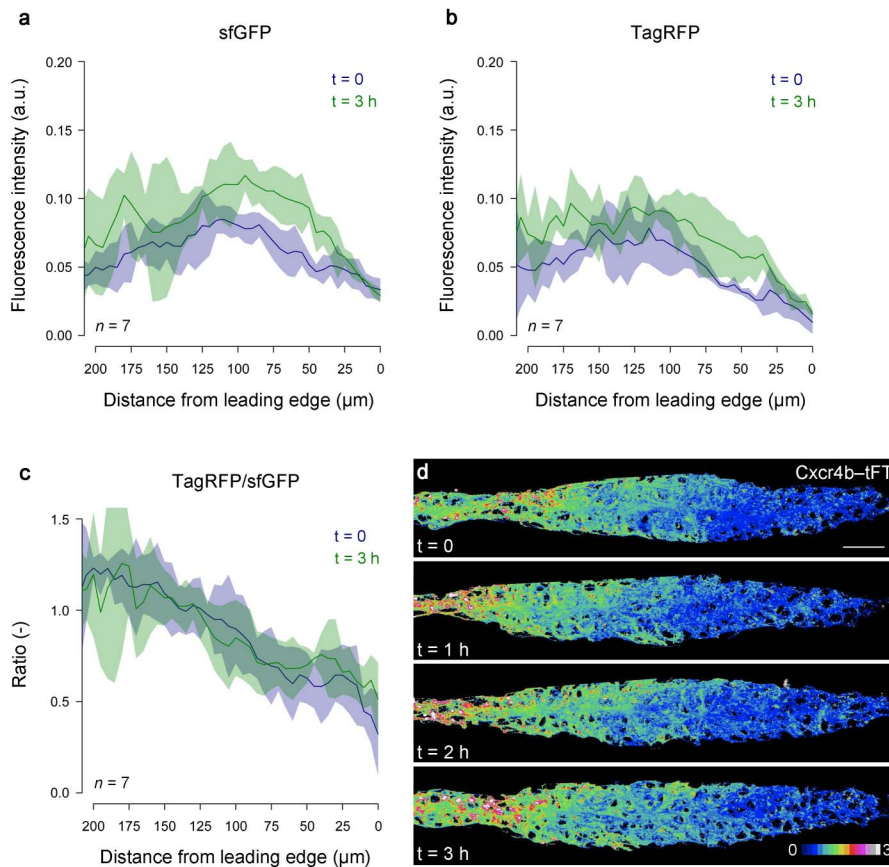 a
sfGFP
Fluorescence intensity (a.u.)
0.20
0.15
0.10
0.05
0.00
t = 0
t = 3 h
n = 7
200 175 150 125 100 75 50 25 0
Distance from leading edge (µm)
b
TagRFP
Fluorescence intensity (a.u.)
0.20
0.15
0.10
0.05
0.00
t = 0
t = 3 h
n = 7
200 175 150 125 100 75 50 25 0
Distance from leading edge (µm)
c
TagRFP/sfGFP
Ratio (-)
1.5
1.0
0.5
0.0
t = 0
t = 3 h
n = 7
200 175 150 125 100 75 50 25 0
Distance from leading edge (µm)
d
Cxcr4b–tFT
t = 0
t = 1 h
t = 2 h
t = 3 h
0 3